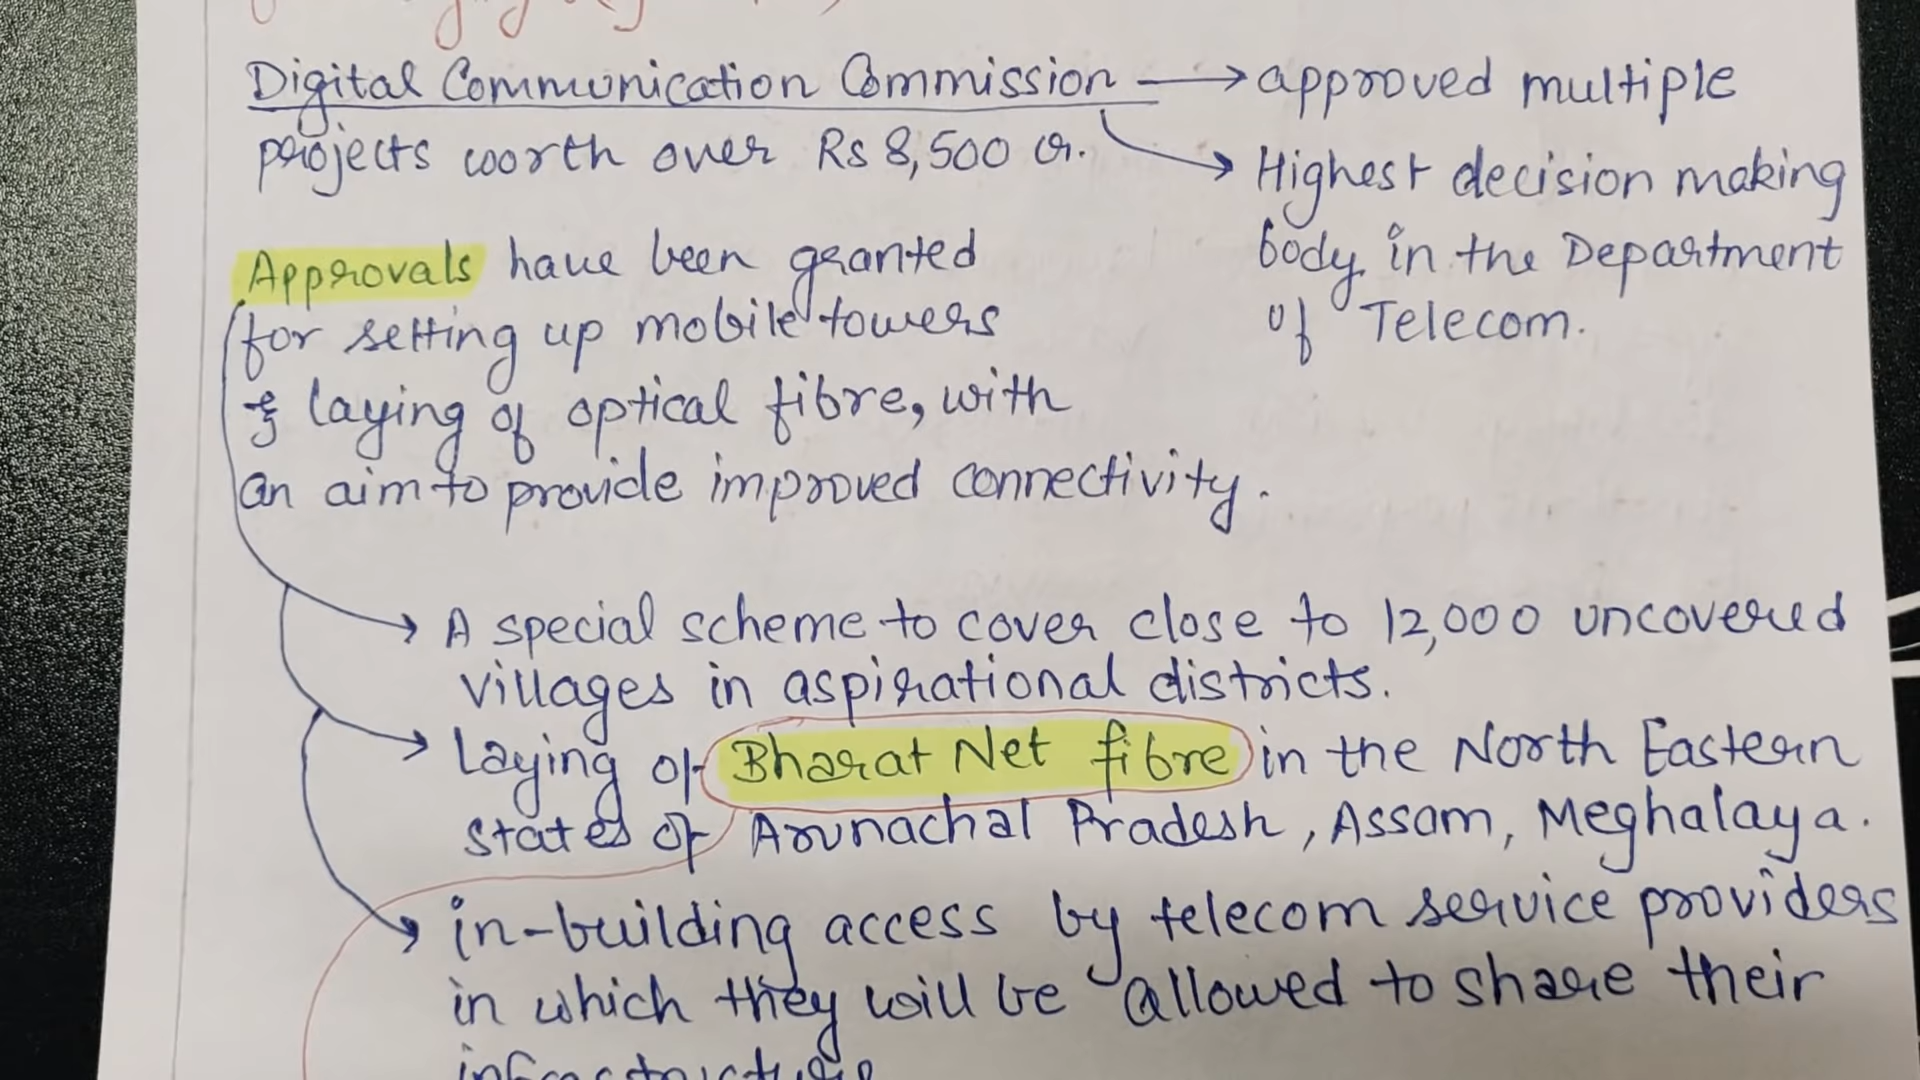 Digital Communication Commission → approved multiple
projects worth over Rs 8,500 cr.
→ Highest decision making
body in the Department
of Telecom.
Approvals have been granted
for setting up mobile towers
& laying of optical fibre, with
an aim to provide improved connectivity.
→ A special scheme to cover close to 12,000 uncovered
villages in aspirational districts.
→ Laying of Bharat Net fibre in the North Eastern
states of Arunachal Pradesh, Assam, Meghalaya.
→ in-building access by telecom service providers
in which they will be allowed to share their
infrastructure